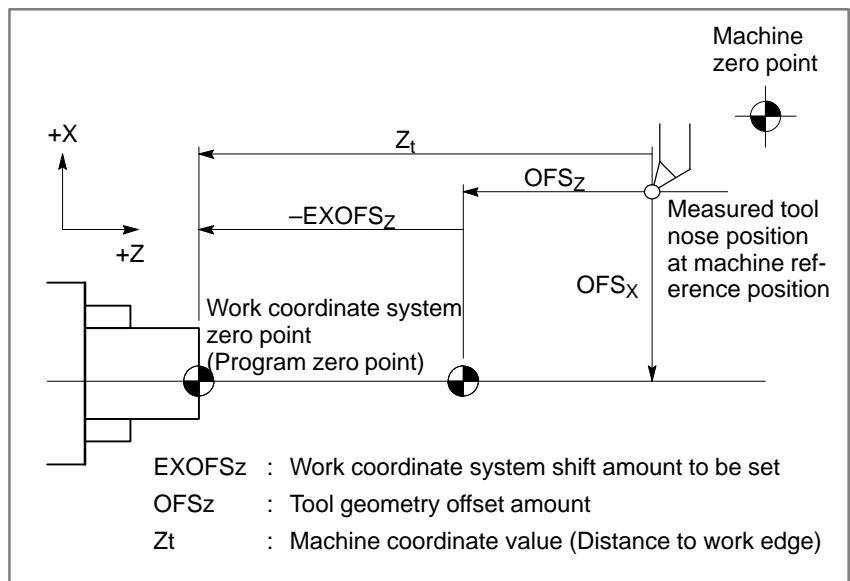 Machine
zero point
+X
Zt
OFSZ
–EXOFSZ
+Z
Measured tool
nose position
at machine ref-
erence position
OFSX
Work coordinate system
zero point
(Program zero point)
EXOFSz : Work coordinate system shift amount to be set
OFSz : Tool geometry offset amount
Zt : Machine coordinate value (Distance to work edge)